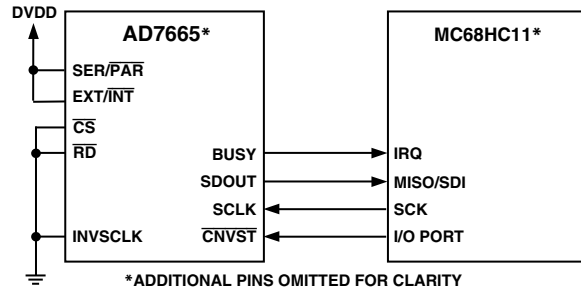 DVDD
AD7665*
MC68HC11*
SER/PAR
EXT/INT
CS
RD
BUSY
IRQ
SDOUT
MISO/SDI
SCLK
SCK
INVSCLK
CNVST
I/O PORT
*ADDITIONAL PINS OMITTED FOR CLARITY